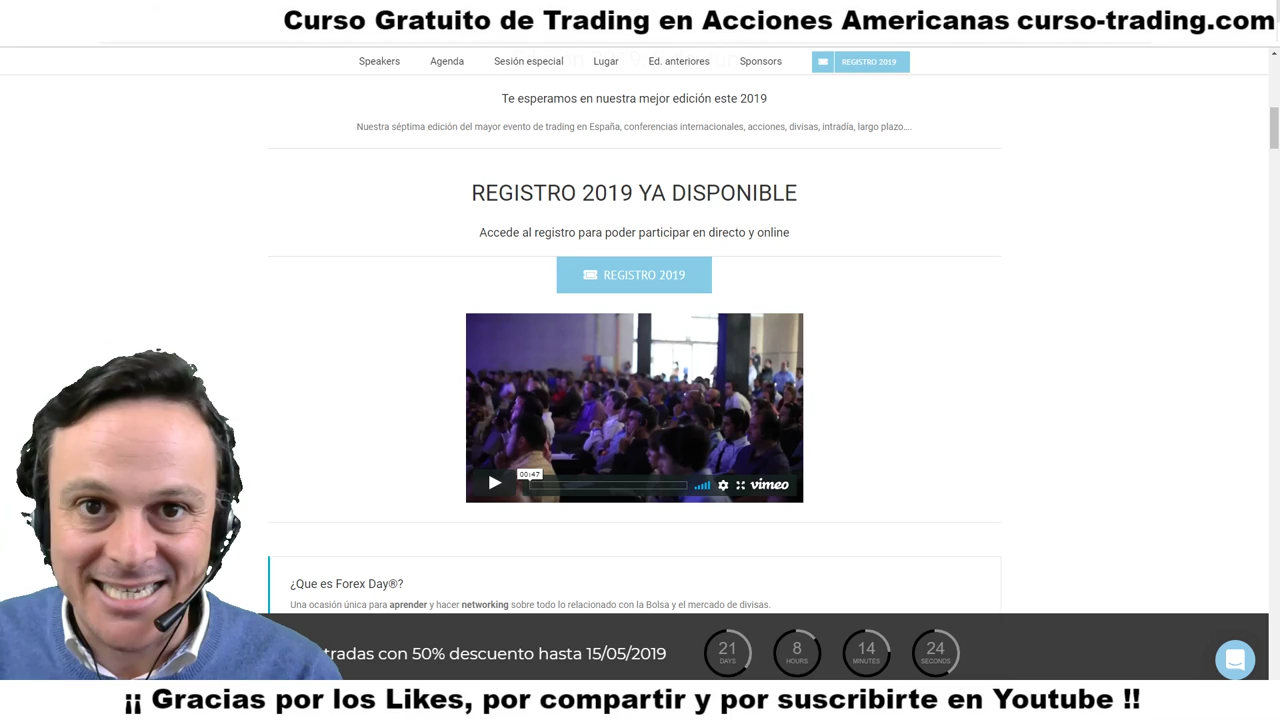 Curso Gratuito de Trading en Acciones Americanas curso-trading.com
Speakers Agenda Sesión especial Lugar Ed. anteriores Sponsors REGISTRO 2019
Te esperamos en nuestra mejor edición este 2019
Nuestra séptima edición del mayor evento de trading en España, conferencias internacionales, acciones, divisas, intradía, largo plazo....
REGISTRO 2019 YA DISPONIBLE
Accede al registro para poder participar en directo y online
REGISTRO 2019
00:47
vimeo
¿Que es Forex Day®?
Una ocasión única para aprender y hacer networking sobre todo lo relacionado con la Bolsa y el mercado de divisas.
tradas con 50% descuento hasta 15/05/2019
21 8 14 24
DAYS HOURS MINUTES SECONDS
¡¡ Gracias por los Likes, por compartir y por suscribirte en Youtube !!